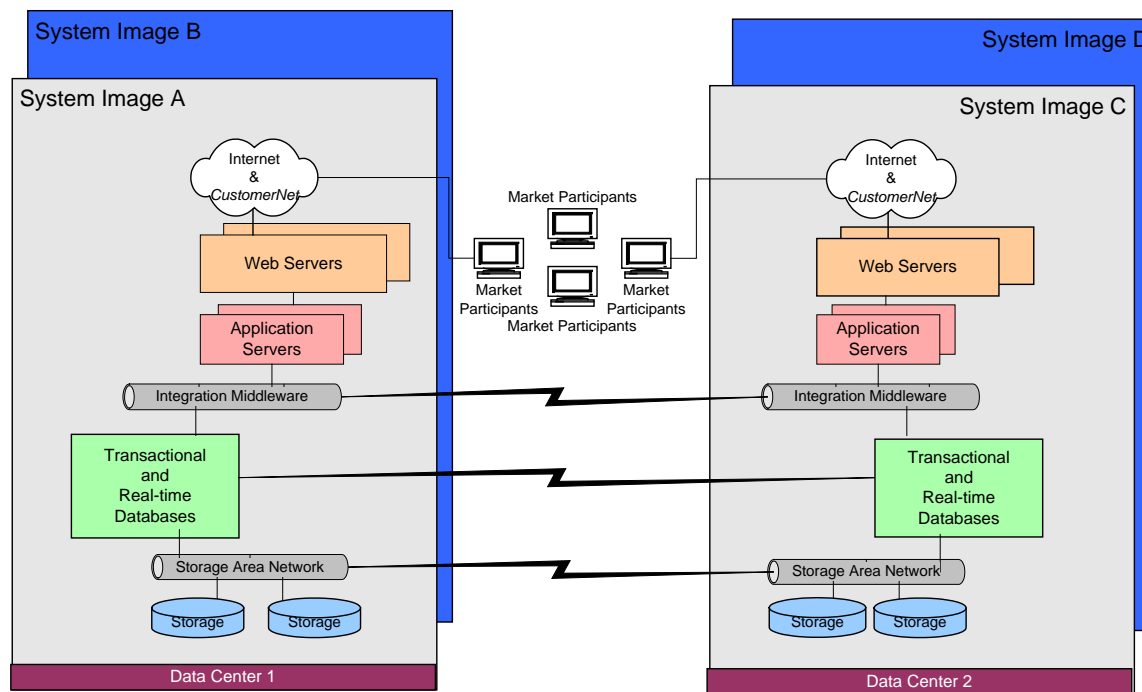 System Image B
System Image A
Internet
&
CustomerNet
Web Servers
Application
Servers
Integration Middleware
Transactional
and
Real-time
Databases
Storage Area Network
Storage
Storage
Data Center 1
Market Participants
Market
Participants
Market
Participants
Market Participants
System Image D
System Image C
Internet
&
CustomerNet
Web Servers
Application
Servers
Integration Middleware
Transactional
and
Real-time
Databases
Storage Area Network
Storage
Storage
Data Center 2